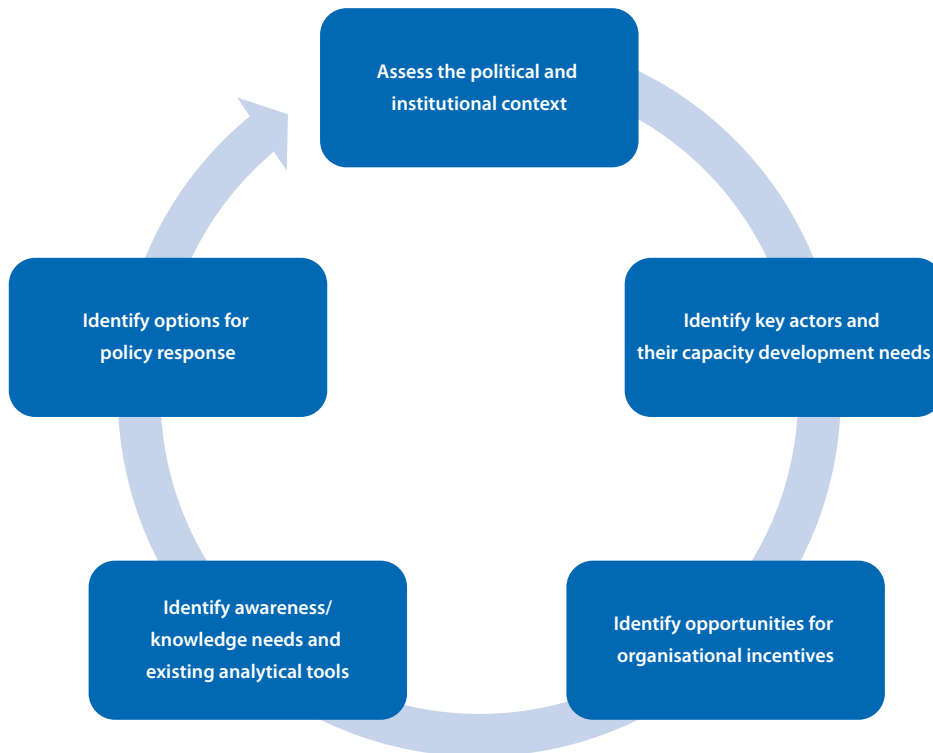 Assess the political and
institutional context
Identify key actors and
their capacity development needs
Identify opportunities for
organisational incentives
Identify awareness/
knowledge needs and
existing analytical tools
Identify options for
policy response